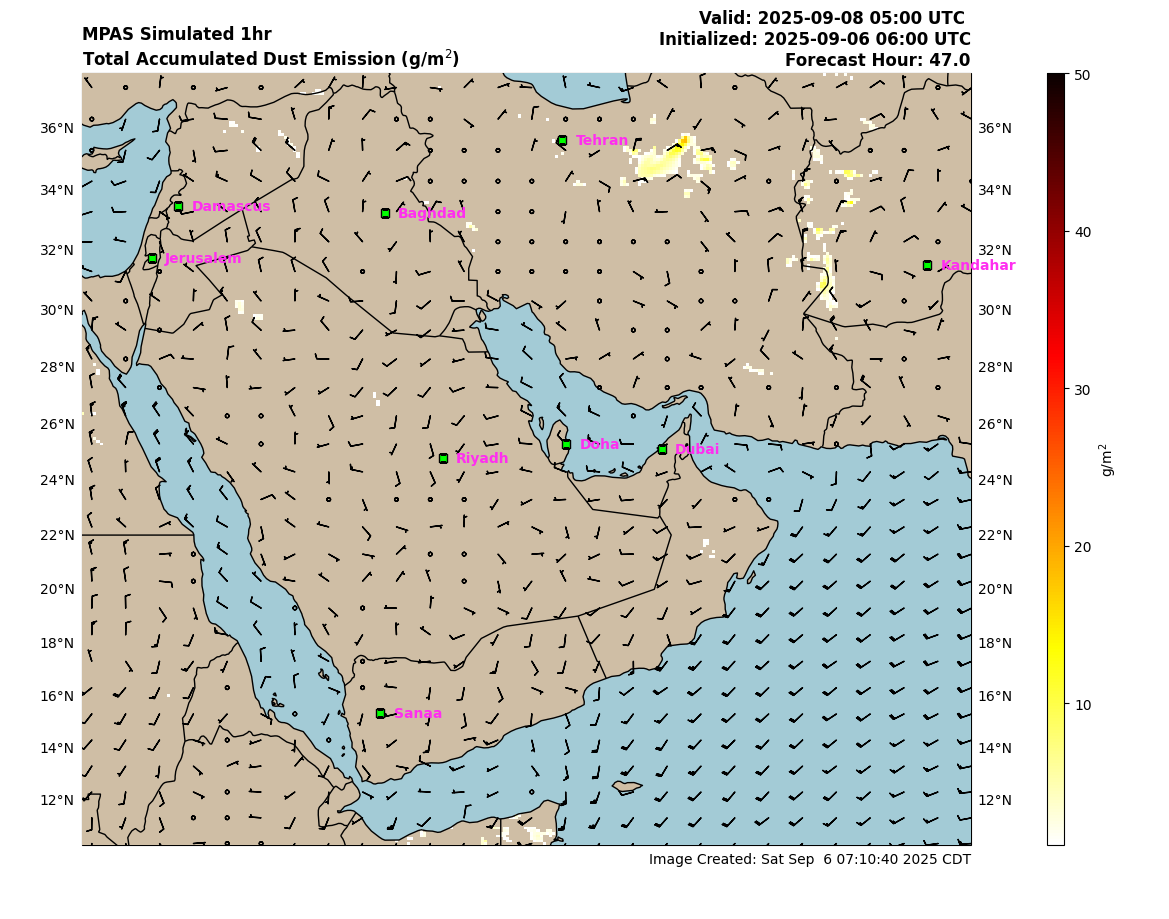 MPAS Simulated 1hr
Total Accumulated Dust Emission (g/m²)
Valid: 2025-09-08 05:00 UTC
Initialized: 2025-09-06 06:00 UTC
Forecast Hour: 47.0
36°N
34°N
32°N
30°N
28°N
26°N
24°N
22°N
20°N
18°N
16°N
14°N
12°N
Tehran
Damascus
Baghdad
Jerusalem
Kandahar
Doha
Dubai
Riyadh
Sanaa
36°N
34°N
32°N
30°N
28°N
26°N
24°N
22°N
20°N
18°N
16°N
14°N
12°N
50
40
30
20
10
g/m²
Image Created: Sat Sep  6 07:10:40 2025 CDT